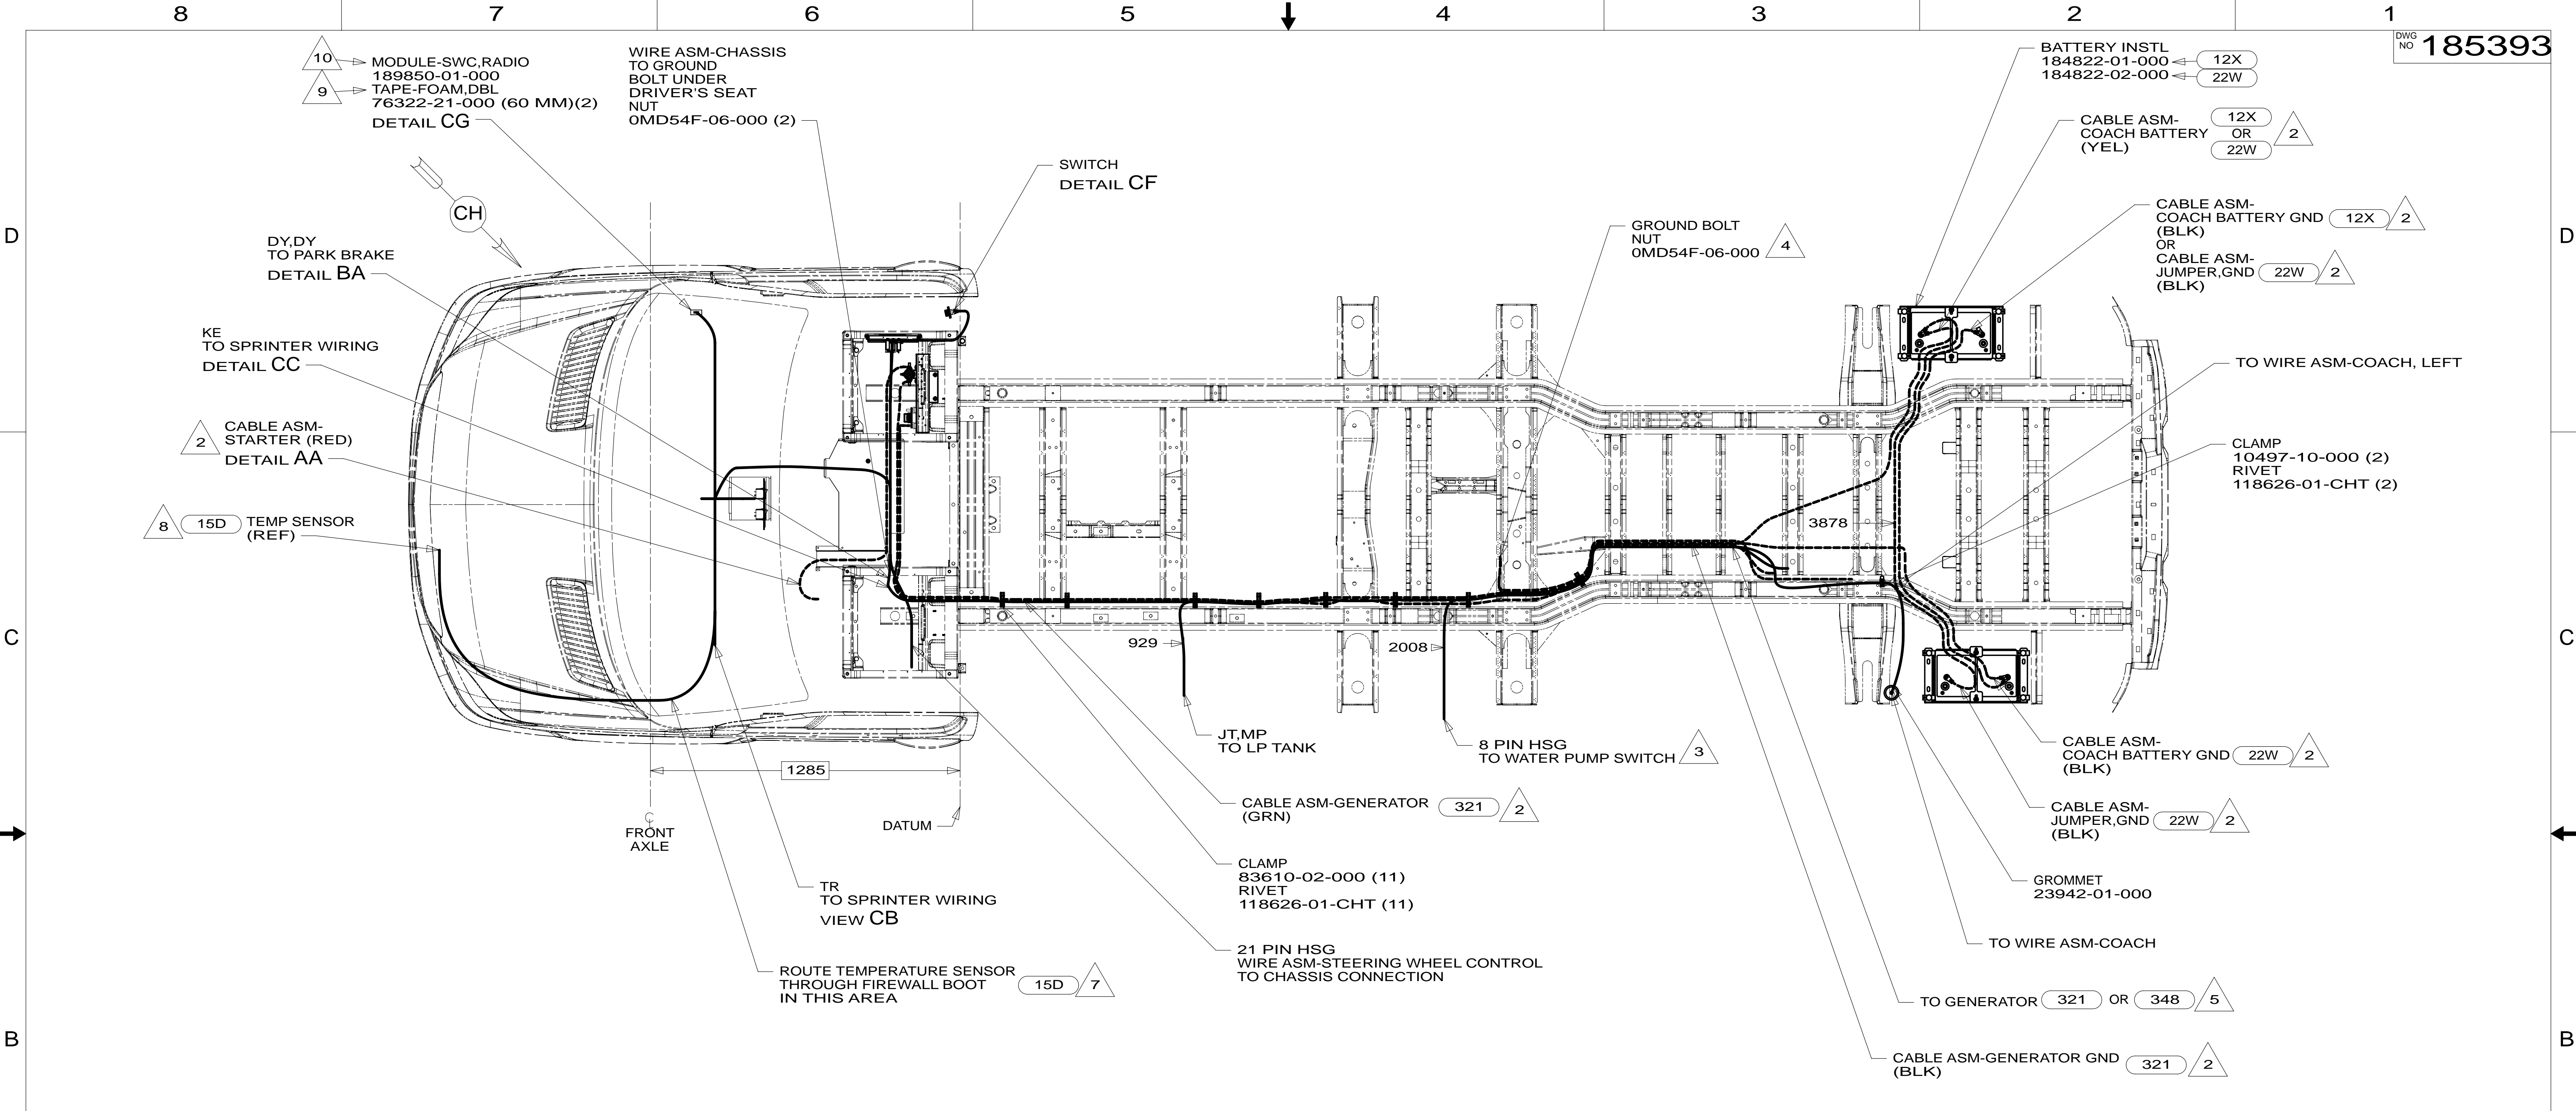 8
7
6
5
4
3
2
1
DWG
NO
185393
10
MODULE-SWC,RADIO
189850-01-000
9
TAPE-FOAM,DBL
76322-21-000 (60 MM)(2)
DETAIL CG
WIRE ASM-CHASSIS
TO GROUND
BOLT UNDER
DRIVER'S SEAT
NUT
0MD54F-06-000 (2)
SWITCH
DETAIL CF
BATTERY INSTL
184822-01-000 12X
184822-02-000 22W
CABLE ASM-
COACH BATTERY
(YEL)
12X
OR
22W
2
CABLE ASM-
COACH BATTERY GND 12X 2
(BLK)
OR
CABLE ASM-
JUMPER,GND 22W 2
(BLK)
GROUND BOLT
NUT
0MD54F-06-000 4
CH
D
D
DY,DY
TO PARK BRAKE
DETAIL BA
KE
TO SPRINTER WIRING
DETAIL CC
2
CABLE ASM-
STARTER (RED)
DETAIL AA
8 15D TEMP SENSOR
(REF)
TO WIRE ASM-COACH, LEFT
CLAMP
10497-10-000 (2)
RIVET
118626-01-CHT (2)
3878
929
2008
C
C
JT,MP
TO LP TANK
8 PIN HSG
TO WATER PUMP SWITCH 3
1285
CABLE ASM-GENERATOR 321 2
(GRN)
DATUM
C
FRONT
AXLE
CABLE ASM-
COACH BATTERY GND 22W 2
(BLK)
CABLE ASM-
JUMPER,GND 22W 2
(BLK)
CLAMP
83610-02-000 (11)
RIVET
118626-01-CHT (11)
TR
TO SPRINTER WIRING
VIEW CB
GROMMET
23942-01-000
21 PIN HSG
WIRE ASM-STEERING WHEEL CONTROL
TO CHASSIS CONNECTION
TO WIRE ASM-COACH
ROUTE TEMPERATURE SENSOR
THROUGH FIREWALL BOOT 15D 7
IN THIS AREA
TO GENERATOR 321 OR 348 5
B
B
CABLE ASM-GENERATOR GND 321 2
(BLK)